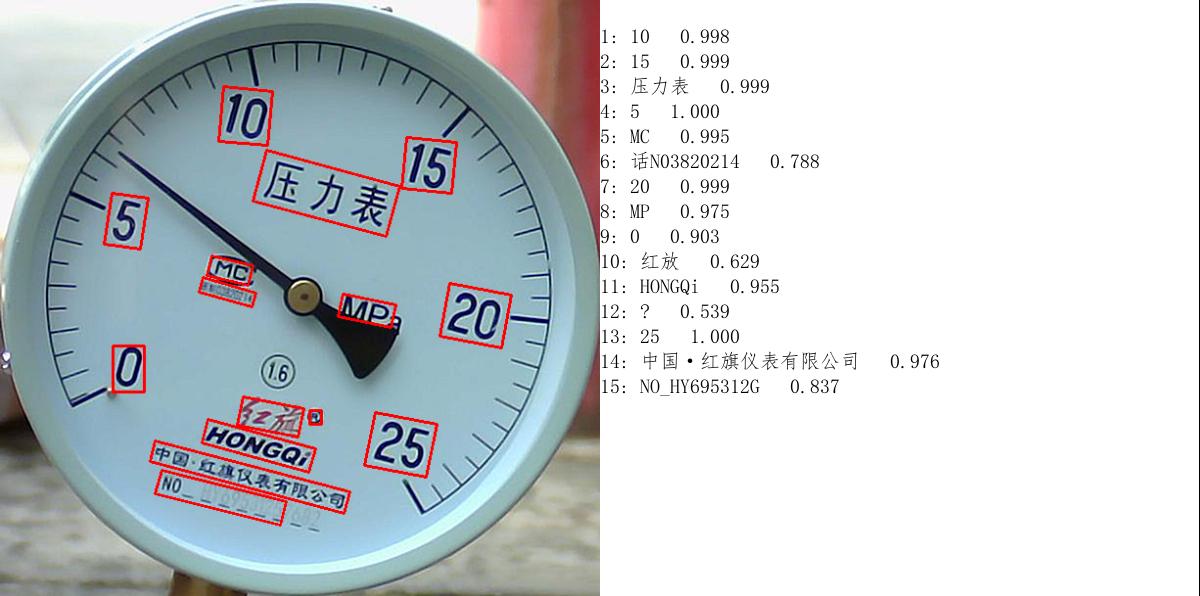 10
15
压力表
5
MC
20
MPa
0
1.6
红旗®
HONGQi
25
中国·红旗仪表有限公司
NO_
1: 10 0.998
2: 15 0.999
3: 压力表 0.999
4: 5 1.000
5: MC 0.995
6: 话N03820214 0.788
7: 20 0.999
8: MP 0.975
9: 0 0.903
10: 红放 0.629
11: HONGQi 0.955
12: ? 0.539
13: 25 1.000
14: 中国·红旗仪表有限公司 0.976
15: NO_HY695312G 0.837